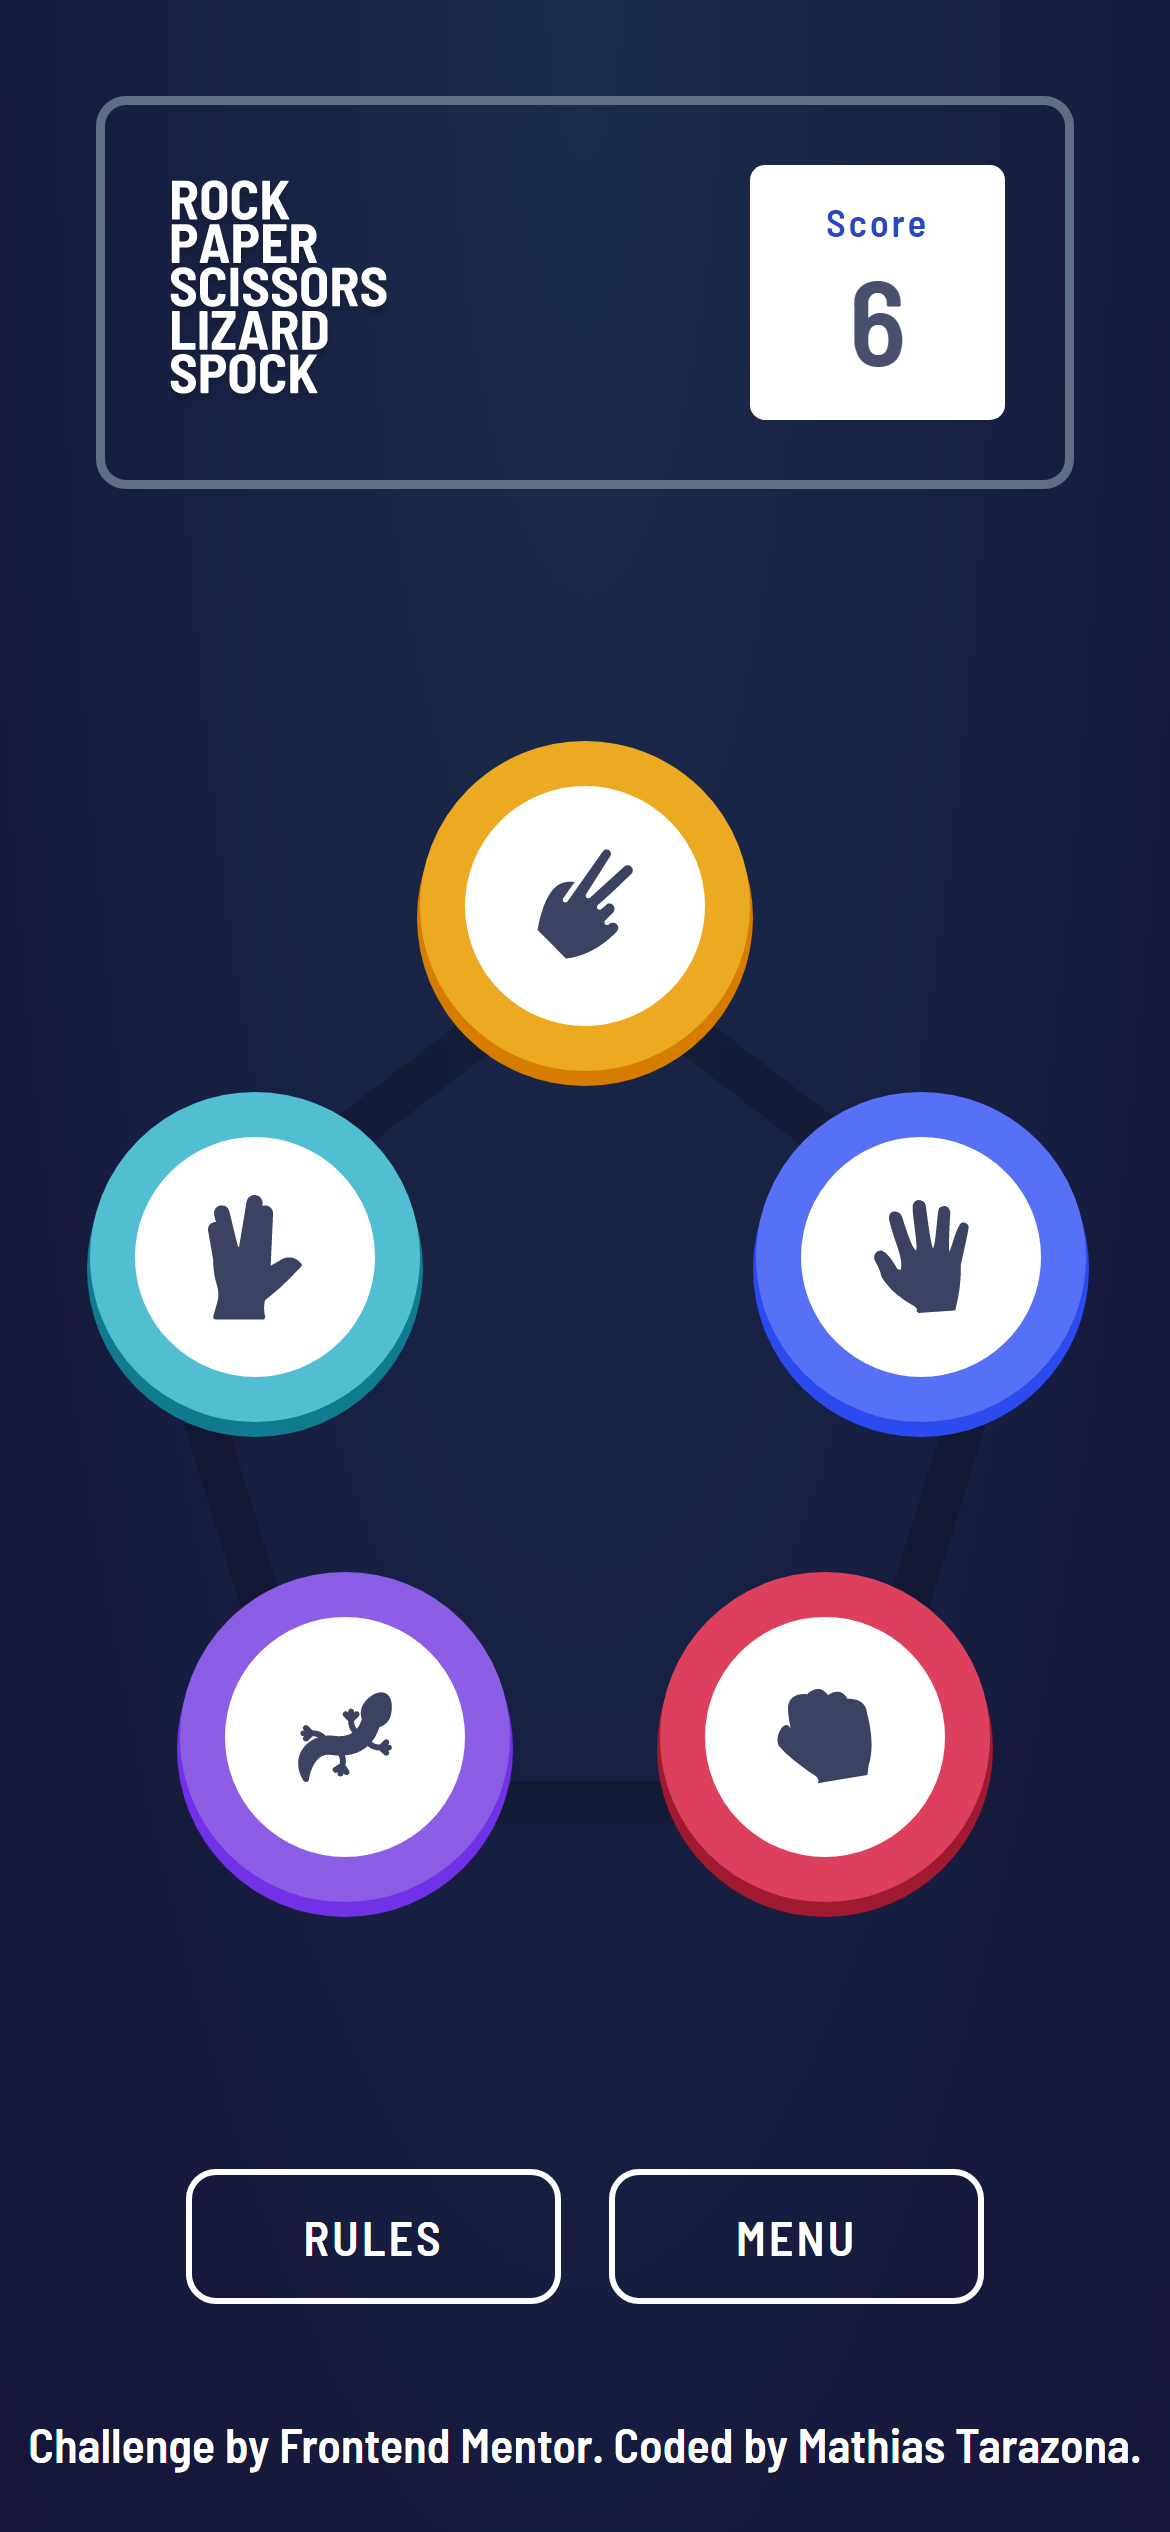 ROCK
PAPER
SCISSORS
LIZARD
SPOCK
Score
6
RULES
MENU
Challenge by Frontend Mentor. Coded by Mathias Tarazona.